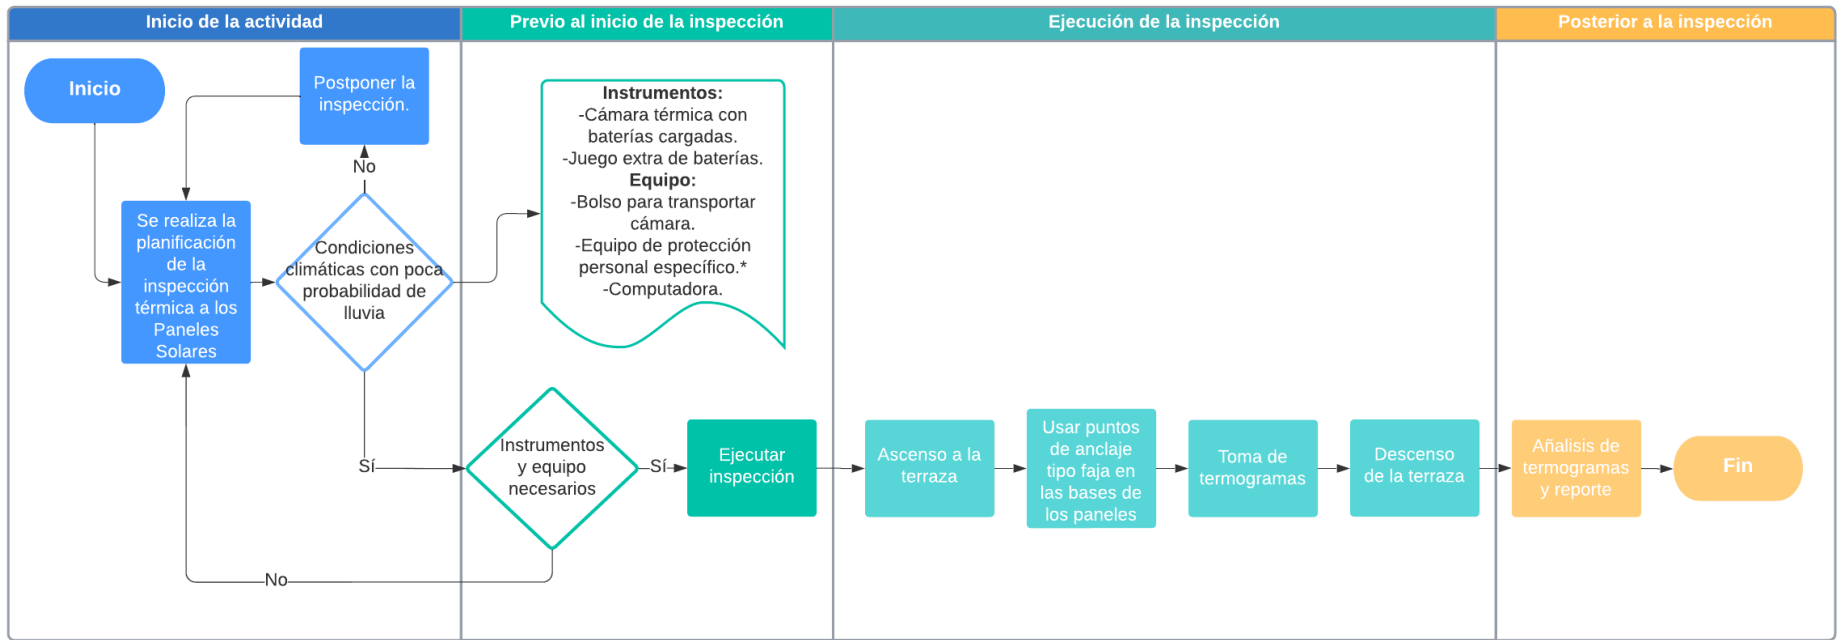 Inicio de la actividad
Previo al inicio de la inspección
Ejecución de la inspección
Posterior a la inspección
Inicio
Postponer la
inspección.
No
Se realiza la
planificación
de la
inspección
térmica a los
Paneles
Solares
Condiciones
climáticas con poca
probabilidad de
lluvia
Sí
No
Instrumentos:
-Cámara térmica con
baterías cargadas.
-Juego extra de baterías.
Equipo:
-Bolso para transportar
cámara.
-Equipo de protección
personal específico.*
-Computadora.
Instrumentos
y equipo
necesarios
Sí
Ejecutar
inspección
Ascenso a la
terraza
Usar puntos
de anclaje
tipo faja en
las bases de
los paneles
Toma de
termogramas
Descenso
de la terraza
Añalisis de
termogramas
y reporte
Fin